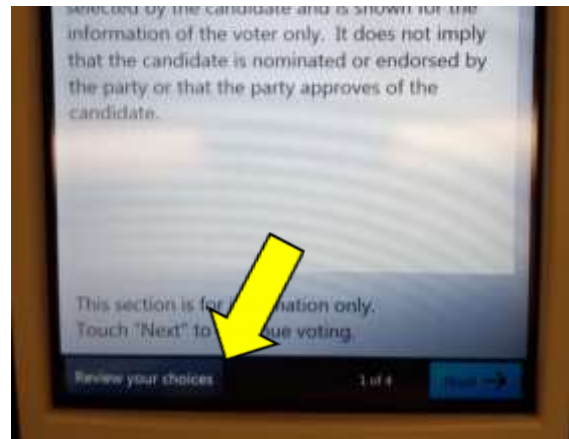 selected by the candidate and is shown for the
information of the voter only. It does not imply
that the candidate is nominated or endorsed by
the party or that the party approves of the
candidate.
This section is for
ation only.
Touch "Next" to
ue voting.
Review your choices
1 of 4
Next